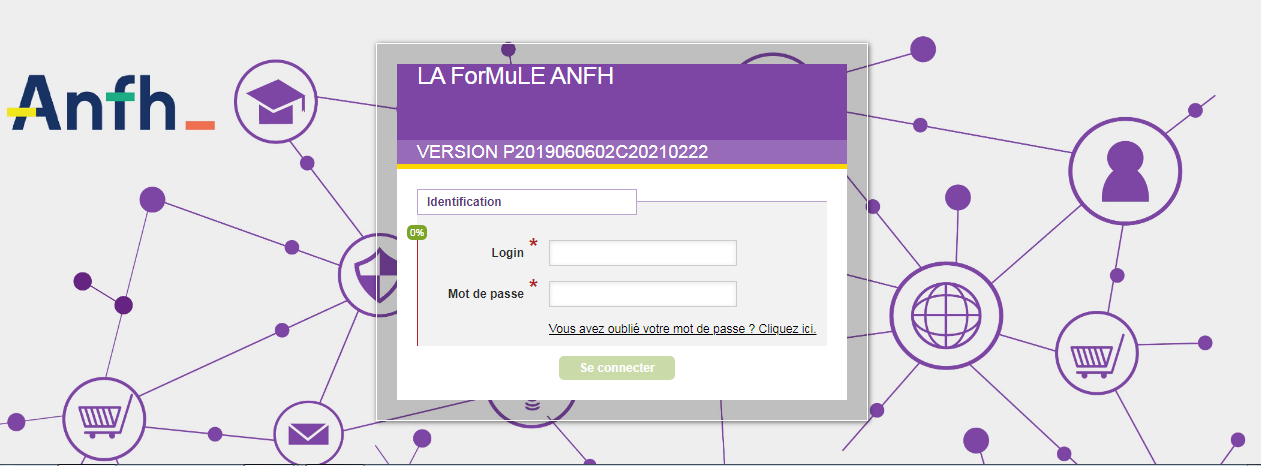 Anfh_
LA ForMuLE ANFH
VERSION P2019060602C20210222
Identification
0%
Login *
Mot de passe *
Vous avez oublié votre mot de passe ? Cliquez ici.
Se connecter